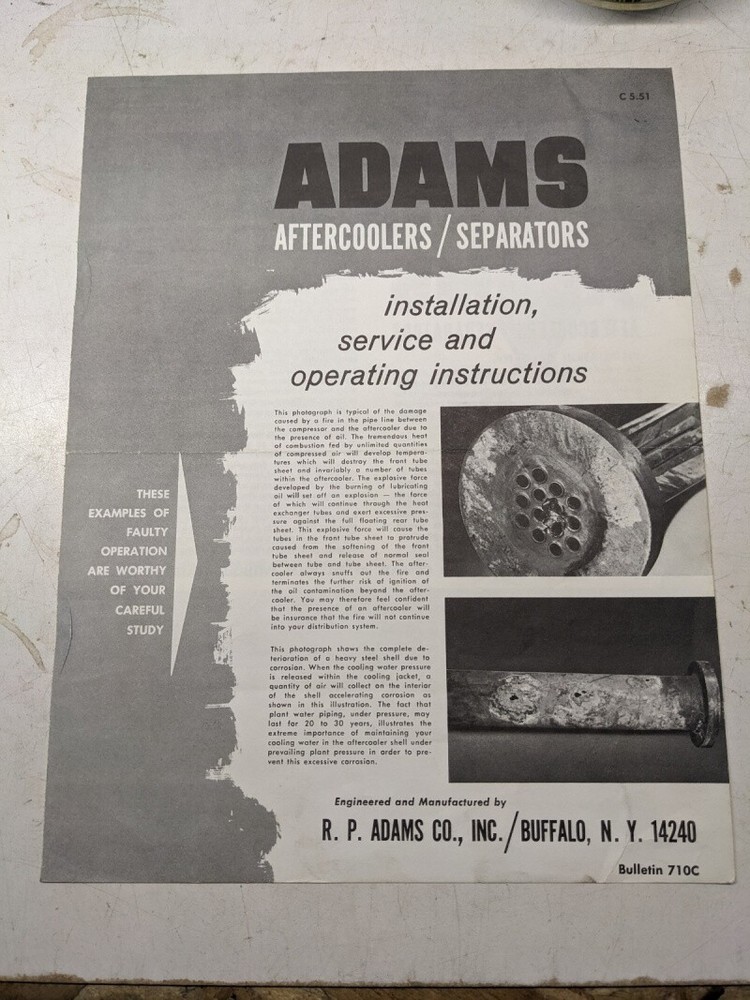 C 5.51
ADAMS
AFTERCOOLERS / SEPARATORS
installation,
service and
operating instructions
This photograph is typical of the damage
caused by a fire in the pipe line between
the compressor and the aftercooler due to
the presence of oil. The tremendous heat
of combustion fed by unlimited quantities
of compressed air will develop tempera-
tures which will destroy the front tube
sheet and invariably a number of tubes
within the aftercooler. The explosive force
developed by the burning of lubricating
oil will set off an explosion — the force
of which will continue through the heat
exchanger tubes and exert excessive pres-
sure against the full floating rear tube
sheet. This explosive force will cause the
tubes in the front tube sheet to protrude
caused from the softening of the front
tube sheet and release of normal seal
between tube and tube sheet. The after-
cooler always snuffs out the fire and
terminates the further risk of ignition of
the oil contamination beyond the after-
cooler. You may therefore feel confident
that the presence of an aftercooler will
be insurance that the fire will not continue
into your distribution system.
THESE
EXAMPLES OF
FAULTY
OPERATION
ARE WORTHY
OF YOUR
CAREFUL
STUDY
This photograph shows the complete de-
terioration of a heavy steel shell due to
corrosion. When the cooling water pressure
is released within the cooling jacket, a
quantity of air will collect on the interior
of the shell accelerating corrosion as
shown in this illustration. The fact that
plant water piping, under pressure, may
last for 20 to 30 years, illustrates the
extreme importance of maintaining your
cooling water in the aftercooler shell under
prevailing plant pressure in order to pre-
vent this excessive corrosion.
Engineered and Manufactured by
R. P. ADAMS CO., INC. / BUFFALO, N. Y. 14240
Bulletin 710C